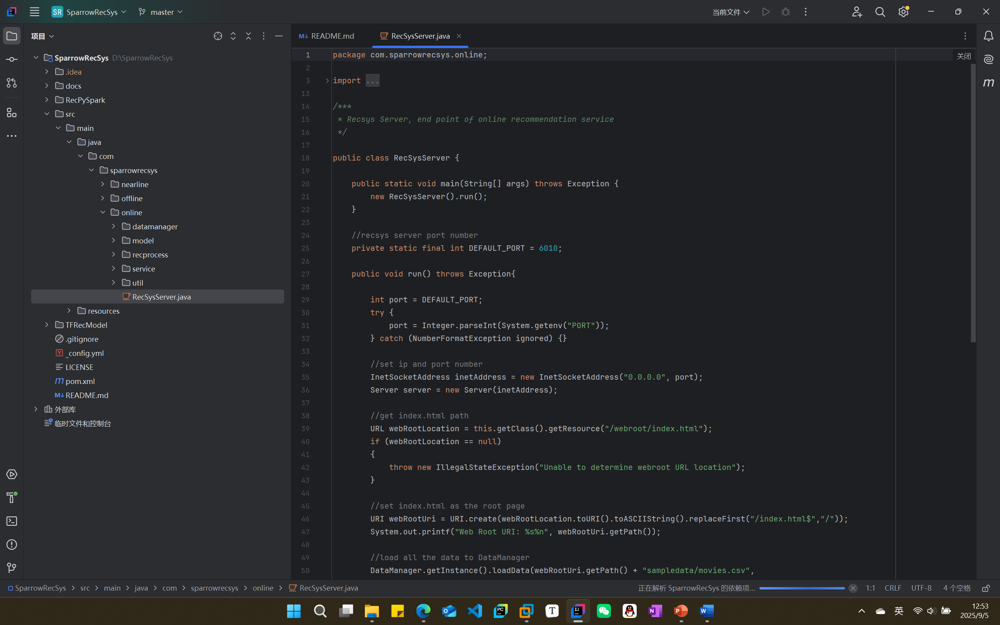 SR SparrowRecSys master 当前文件
项目
SparrowRecSys D:\SparrowRecSys
.idea
docs
RecPySpark
src
main
java
com
sparrowrecsys
nearline
offline
online
datamanager
model
recprocess
service
util
RecSysServer.java
resources
TFRecModel
.gitignore
_config.yml
LICENSE
pom.xml
README.md
外部库
临时文件和控制台
README.md RecSysServer.java
关闭
1 package com.sparrowrecsys.online;
2
3 import ...
13
14 /***
15 * Recsys Server, end point of online recommendation service
16 */
17
18 public class RecSysServer {
19
20 public static void main(String[] args) throws Exception {
21 new RecSysServer().run();
22 }
23
24 //recsys server port number
25 private static final int DEFAULT_PORT = 6010;
26
27 public void run() throws Exception{
28
29 int port = DEFAULT_PORT;
30 try {
31 port = Integer.parseInt(System.getenv("PORT"));
32 } catch (NumberFormatException ignored) {}
33
34 //set ip and port number
35 InetSocketAddress inetAddress = new InetSocketAddress("0.0.0.0", port);
36 Server server = new Server(inetAddress);
37
38 //get index.html path
39 URL webRootLocation = this.getClass().getResource("/webroot/index.html");
40 if (webRootLocation == null)
41 {
42 throw new IllegalStateException("Unable to determine webroot URL location");
43 }
44
45 //set index.html as the root page
46 URI webRootUri = URI.create(webRootLocation.toURI().toASCIIString().replaceFirst("/index.html$","/"));
47 System.out.printf("Web Root URI: %s%n", webRootUri.getPath());
48
49 //load all the data to DataManager
50 DataManager.getInstance().loadData(webRootUri.getPath() + "sampledata/movies.csv",
SparrowRecSys > src > main > java > com > sparrowrecsys > online > RecSysServer.java
正在解析 SparrowRecSys 的依赖项... 1:1 CRLF UTF-8 4 个空格
英
12:53
2025/9/5